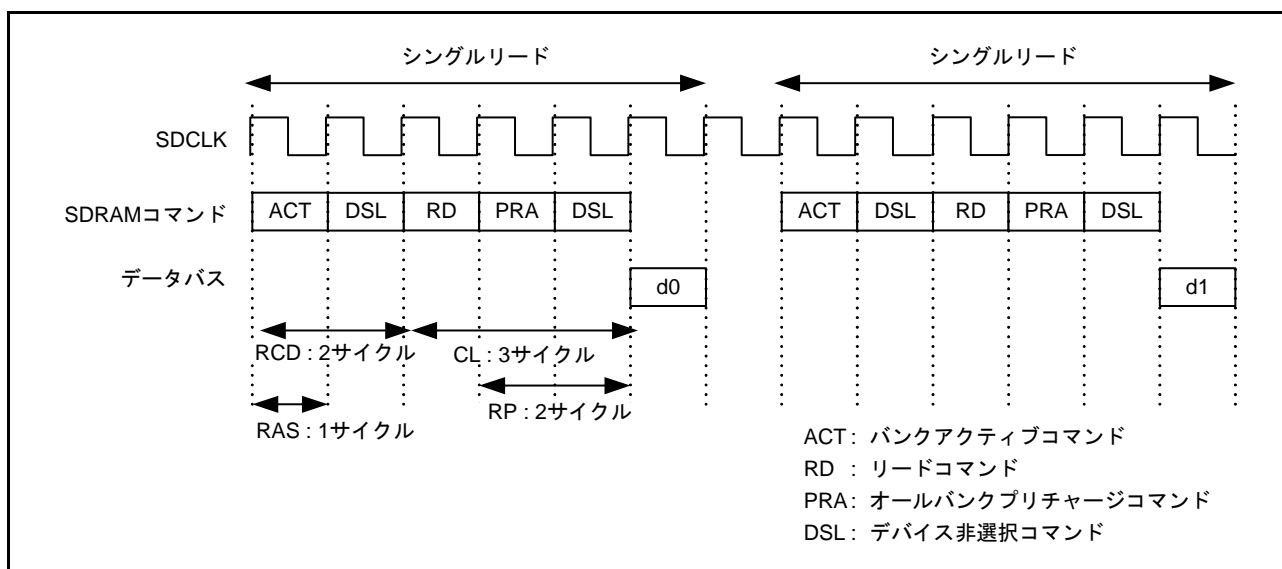 シングルリード シングルリード
SDCLK
SDRAMコマンド ACT DSL RD PRA DSL ACT DSL RD PRA DSL
データバス d0 d1
RCD : 2サイクル CL : 3サイクル
RAS : 1サイクル RP : 2サイクル
ACT : バンクアクティブコマンド
RD : リードコマンド
PRA : オールバンクプリチャージコマンド
DSL : デバイス非選択コマンド